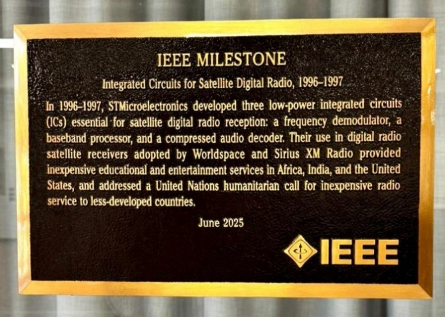 IEEE MILESTONE
Integrated Circuits for Satellite Digital Radio, 1996–1997
In 1996–1997, STMicroelectronics developed three low-power integrated circuits
(ICs) essential for satellite digital radio reception: a frequency demodulator, a
baseband processor, and a compressed audio decoder. Their use in digital radio
satellite receivers adopted by Worldspace and Sirius XM Radio provided
inexpensive educational and entertainment services in Africa, India, and the United
States, and addressed a United Nations humanitarian call for inexpensive radio
service to less-developed countries.
June 2025
IEEE